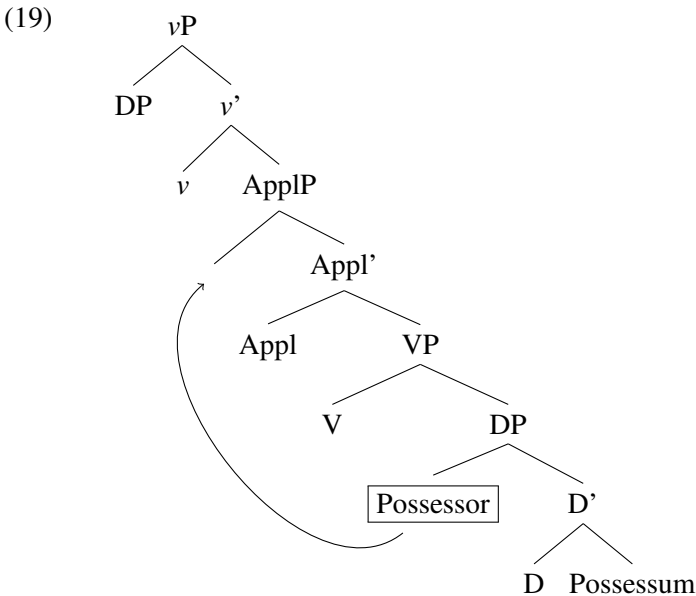 (19)
vP
DP v’
v ApplP
Appl’
Appl VP
V DP
Possessor D’
D Possessum